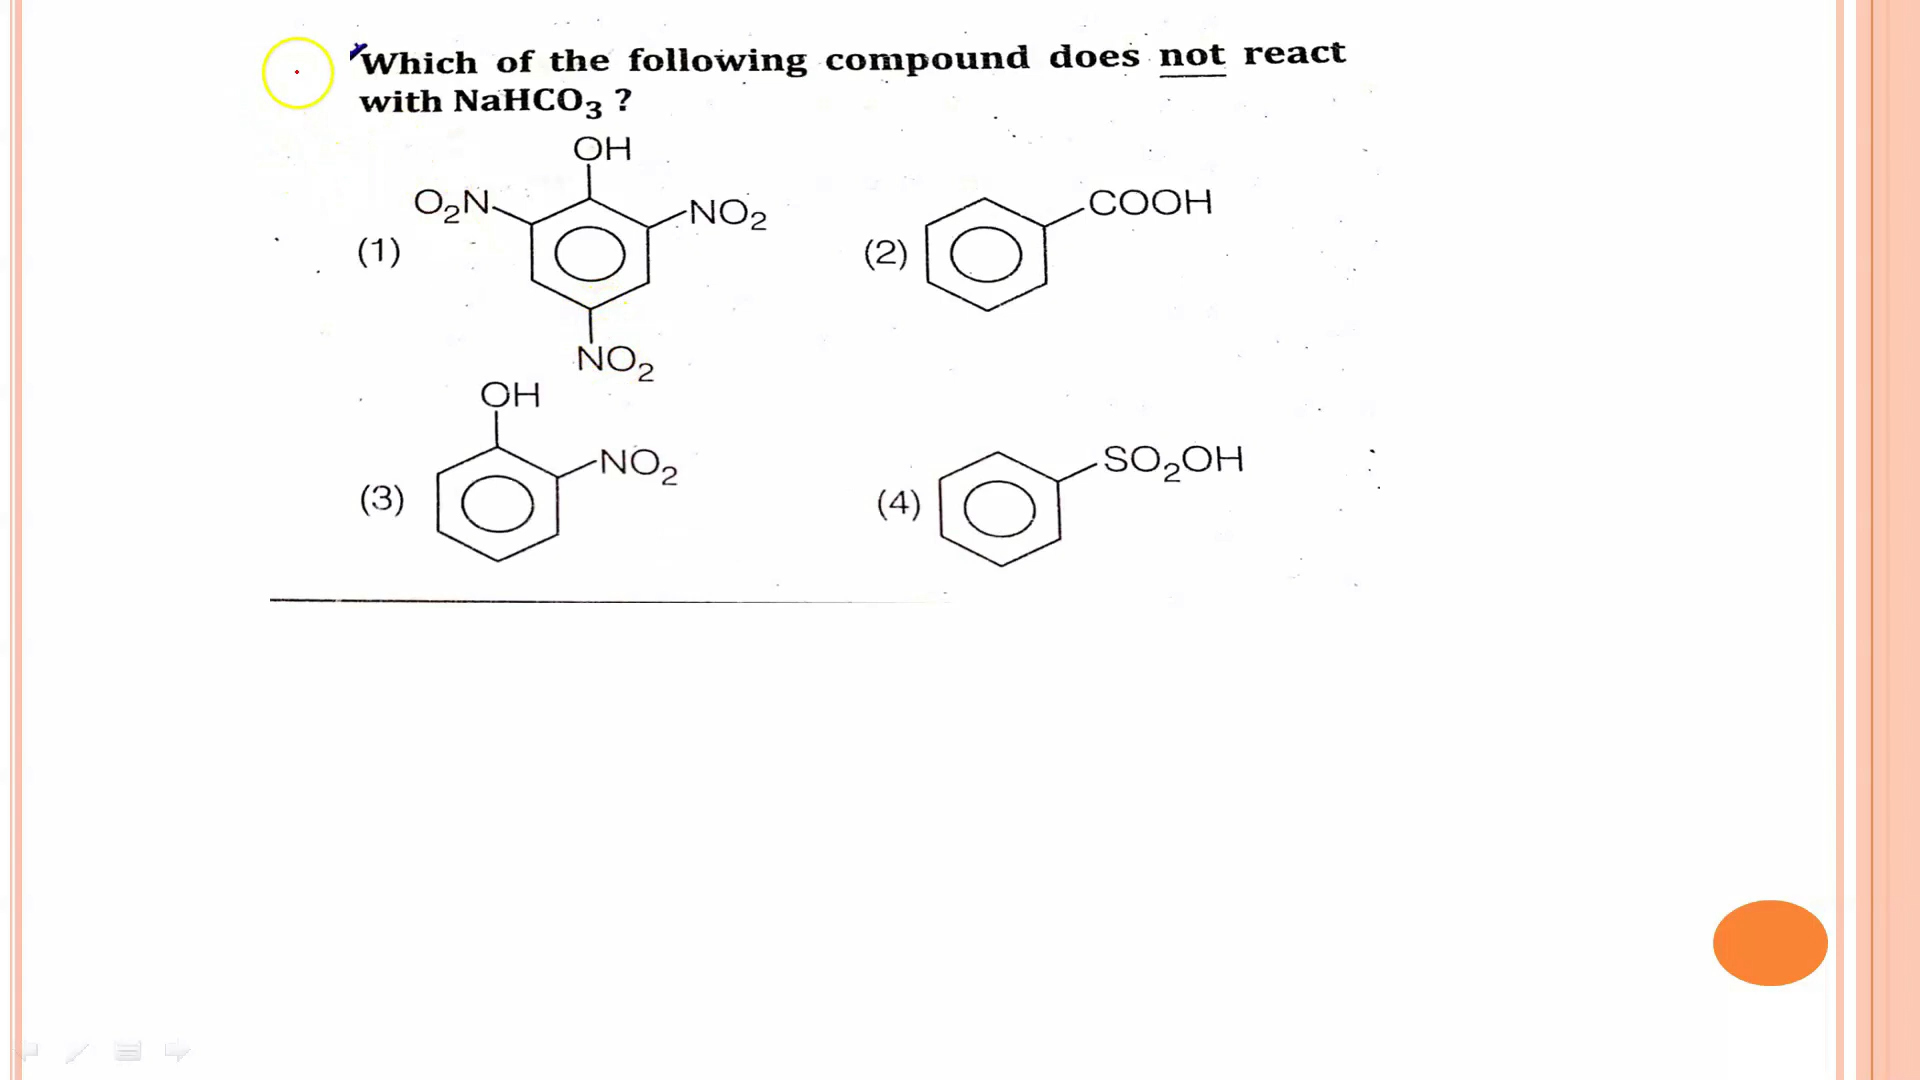 Which of the following compound does not react
with NaHCO₃ ?
OH
O₂N
NO₂
(1)
NO₂
COOH
(2)
OH
NO₂
(3)
SO₂OH
(4)